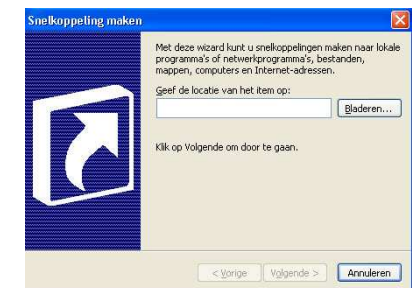 Snelkoppeling maken
Met deze wizard kunt u snelkoppelingen maken naar lokale
programma's of netwerkprogramma's, bestanden,
mappen, computers en Internet-adressen.
Geef de locatie van het item op:
Bladeren...
Klik op Volgende om door te gaan.
< Vorige
Volgende >
Annuleren